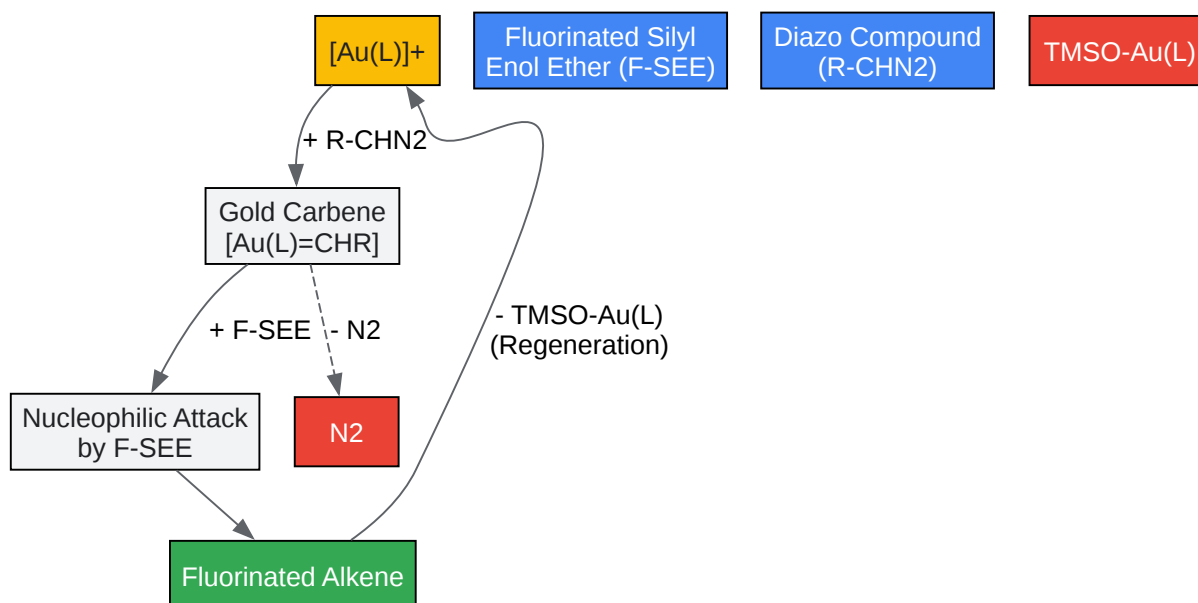 [Au(L)]+
Fluorinated Silyl
Enol Ether (F-SEE)
Diazo Compound
(R-CHN2)
TMSO-Au(L)
+ R-CHN2
Gold Carbene
[Au(L)=CHR]
+ F-SEE
- N2
- TMSO-Au(L)
(Regeneration)
Nucleophilic Attack
by F-SEE
N2
Fluorinated Alkene